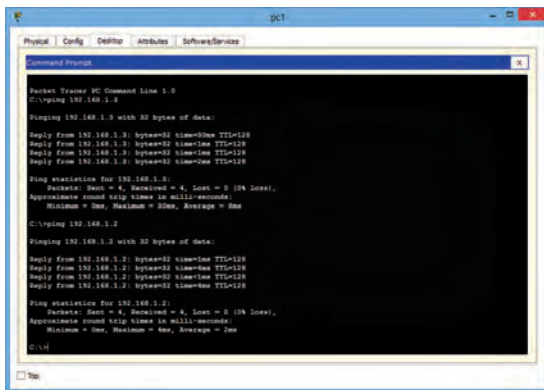 pc1
Physical Config Desktop Attributes Software/Services
Command Prompt
X
Packet Tracer PC Command Line 1.0
C:\>ping 192.168.1.3
Pinging 192.168.1.3 with 32 bytes of data:
Reply from 192.168.1.3: bytes=32 time=30ms TTL=128
Reply from 192.168.1.3: bytes=32 time<1ms TTL=128
Reply from 192.168.1.3: bytes=32 time<1ms TTL=128
Reply from 192.168.1.3: bytes=32 time=2ms TTL=128
Ping statistics for 192.168.1.3:
Packets: Sent = 4, Received = 4, Lost = 0 (0% loss),
Approximate round trip times in milli-seconds:
Minimum = 0ms, Maximum = 30ms, Average = 8ms
C:\>ping 192.168.1.2
Pinging 192.168.1.2 with 32 bytes of data:
Reply from 192.168.1.2: bytes=32 TTL=128
Reply from 192.168.1.2: bytes=32 time=4ms TTL=128
Reply from 192.168.1.2: bytes=32 time<1ms TTL=128
Reply from 192.168.1.2: bytes=32 time=4ms TTL=128
Ping statistics for 192.168.1.2:
Packets: Sent = 4, Received = 4, Lost = 0 (0% loss),
Approximate round trip times in milli-seconds:
Minimum = 0ms, Maximum = 4ms, Average = 2ms
C:\>
Top